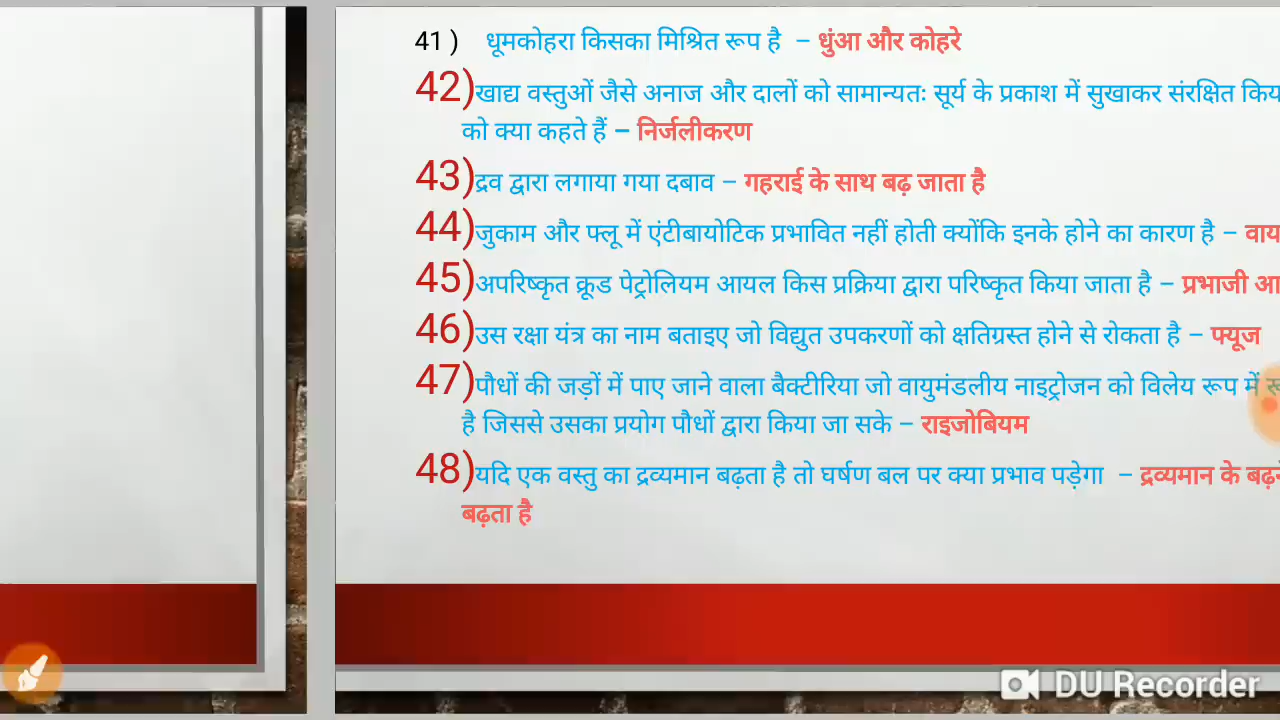 41 ) धूमकोहरा किसका मिश्रित रूप है – धुंआ और कोहरे
42)खाद्य वस्तुओं जैसे अनाज और दालों को सामान्यतः सूर्य के प्रकाश में सुखाकर संरक्षित
को क्या कहते हैं – निर्जलीकरण
43)द्रव द्वारा लगाया गया दबाव – गहराई के साथ बढ़ जाता है
44)जुकाम और फ्लू में एंटीबायोटिक प्रभावित नहीं होती क्योंकि इनके होने का कारण है –
45)अपरिष्कृत क्रूड पेट्रोलियम आयल किस प्रक्रिया द्वारा परिष्कृत किया जाता है – प्रभाजी
46)उस रक्षा यंत्र का नाम बताइए जो विद्युत उपकरणों को क्षतिग्रस्त होने से रोकता है – फ्यूज
47)पौधों की जड़ों में पाए जाने वाला बैक्टीरिया जो वायुमंडलीय नाइट्रोजन को विलेय रूप में
है जिससे उसका प्रयोग पौधों द्वारा किया जा सके – राइजोबियम
48)यदि एक वस्तु का द्रव्यमान बढ़ता है तो घर्षण बल पर क्या प्रभाव पड़ेगा – द्रव्यमान के
बढ़ता है
DU Recorder